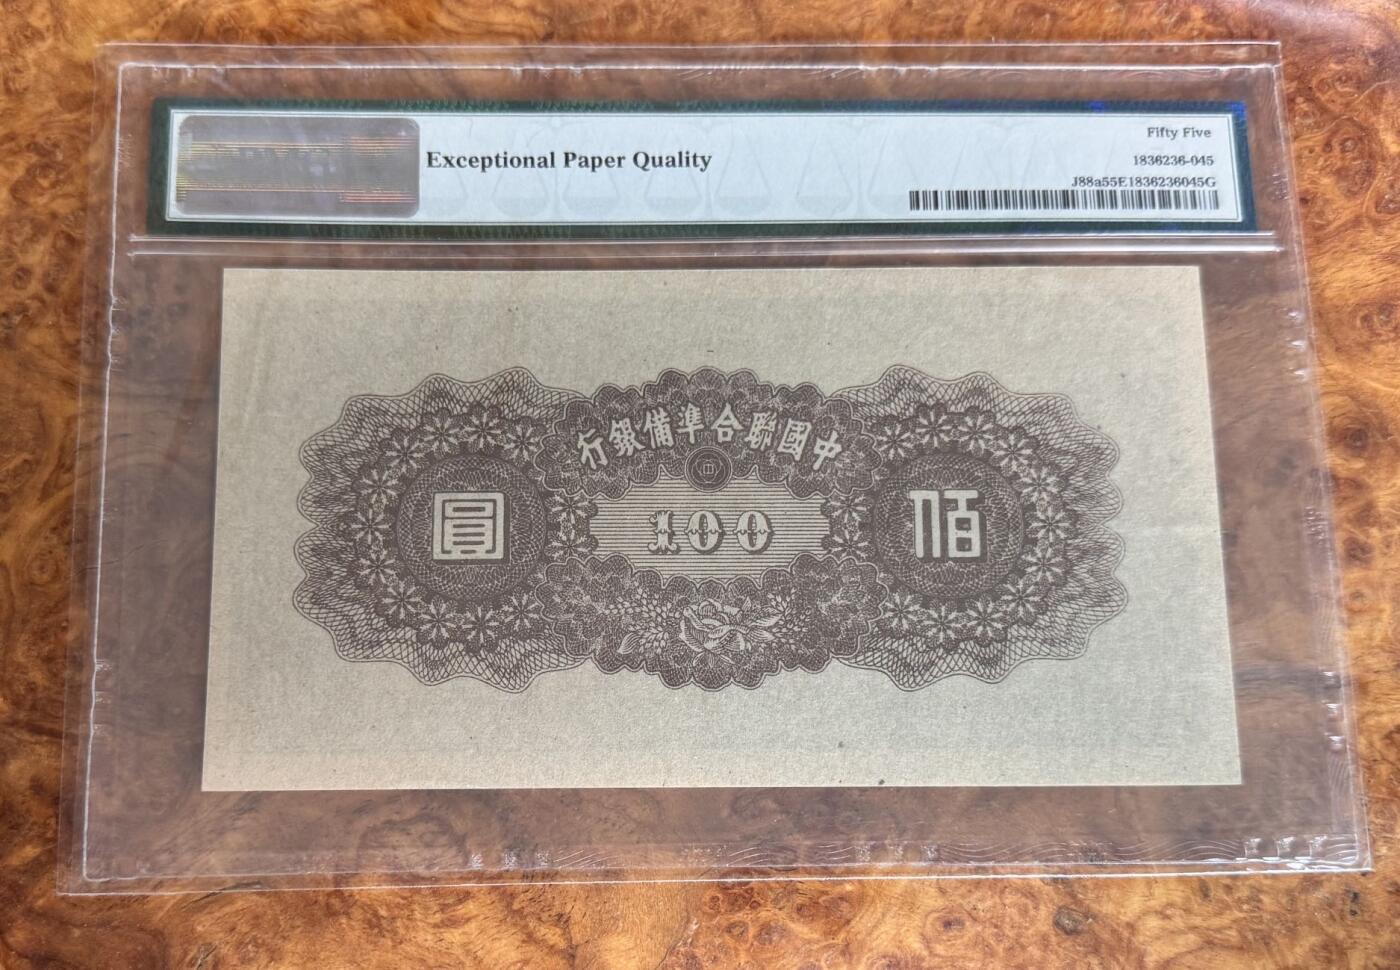 Exceptional Paper Quality
Fifty Five
1836236-045
J88a55E1836236045G
中國聯合準備銀行
佰
100
圓